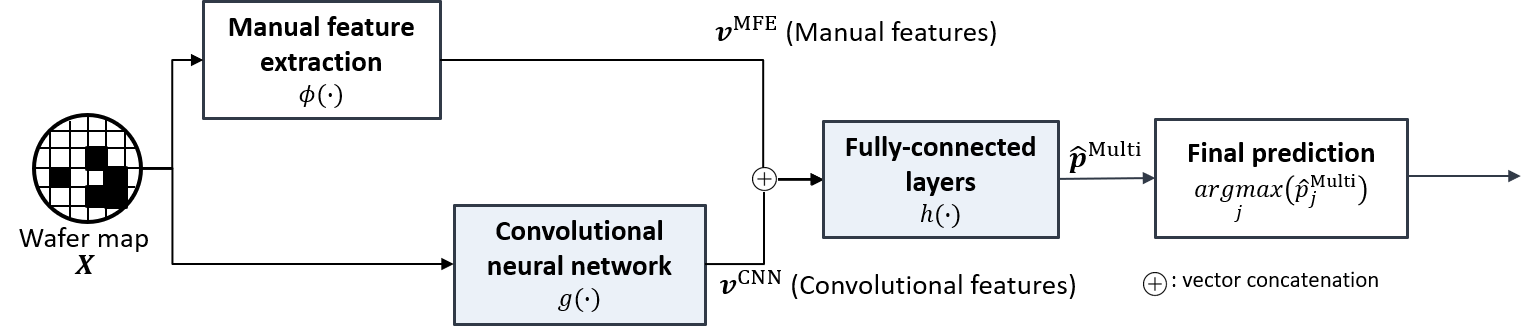 Manual feature
extraction
ϕ(·)
𝒗^MFE (Manual features)
Wafer map
𝑿
Convolutional
neural network
g(·)
𝒗^CNN (Convolutional features)
+
Fully-connected
layers
h(·)
𝒑̂^Multi
Final prediction
argmax(p̂_j^Multi)
j
⊕: vector concatenation